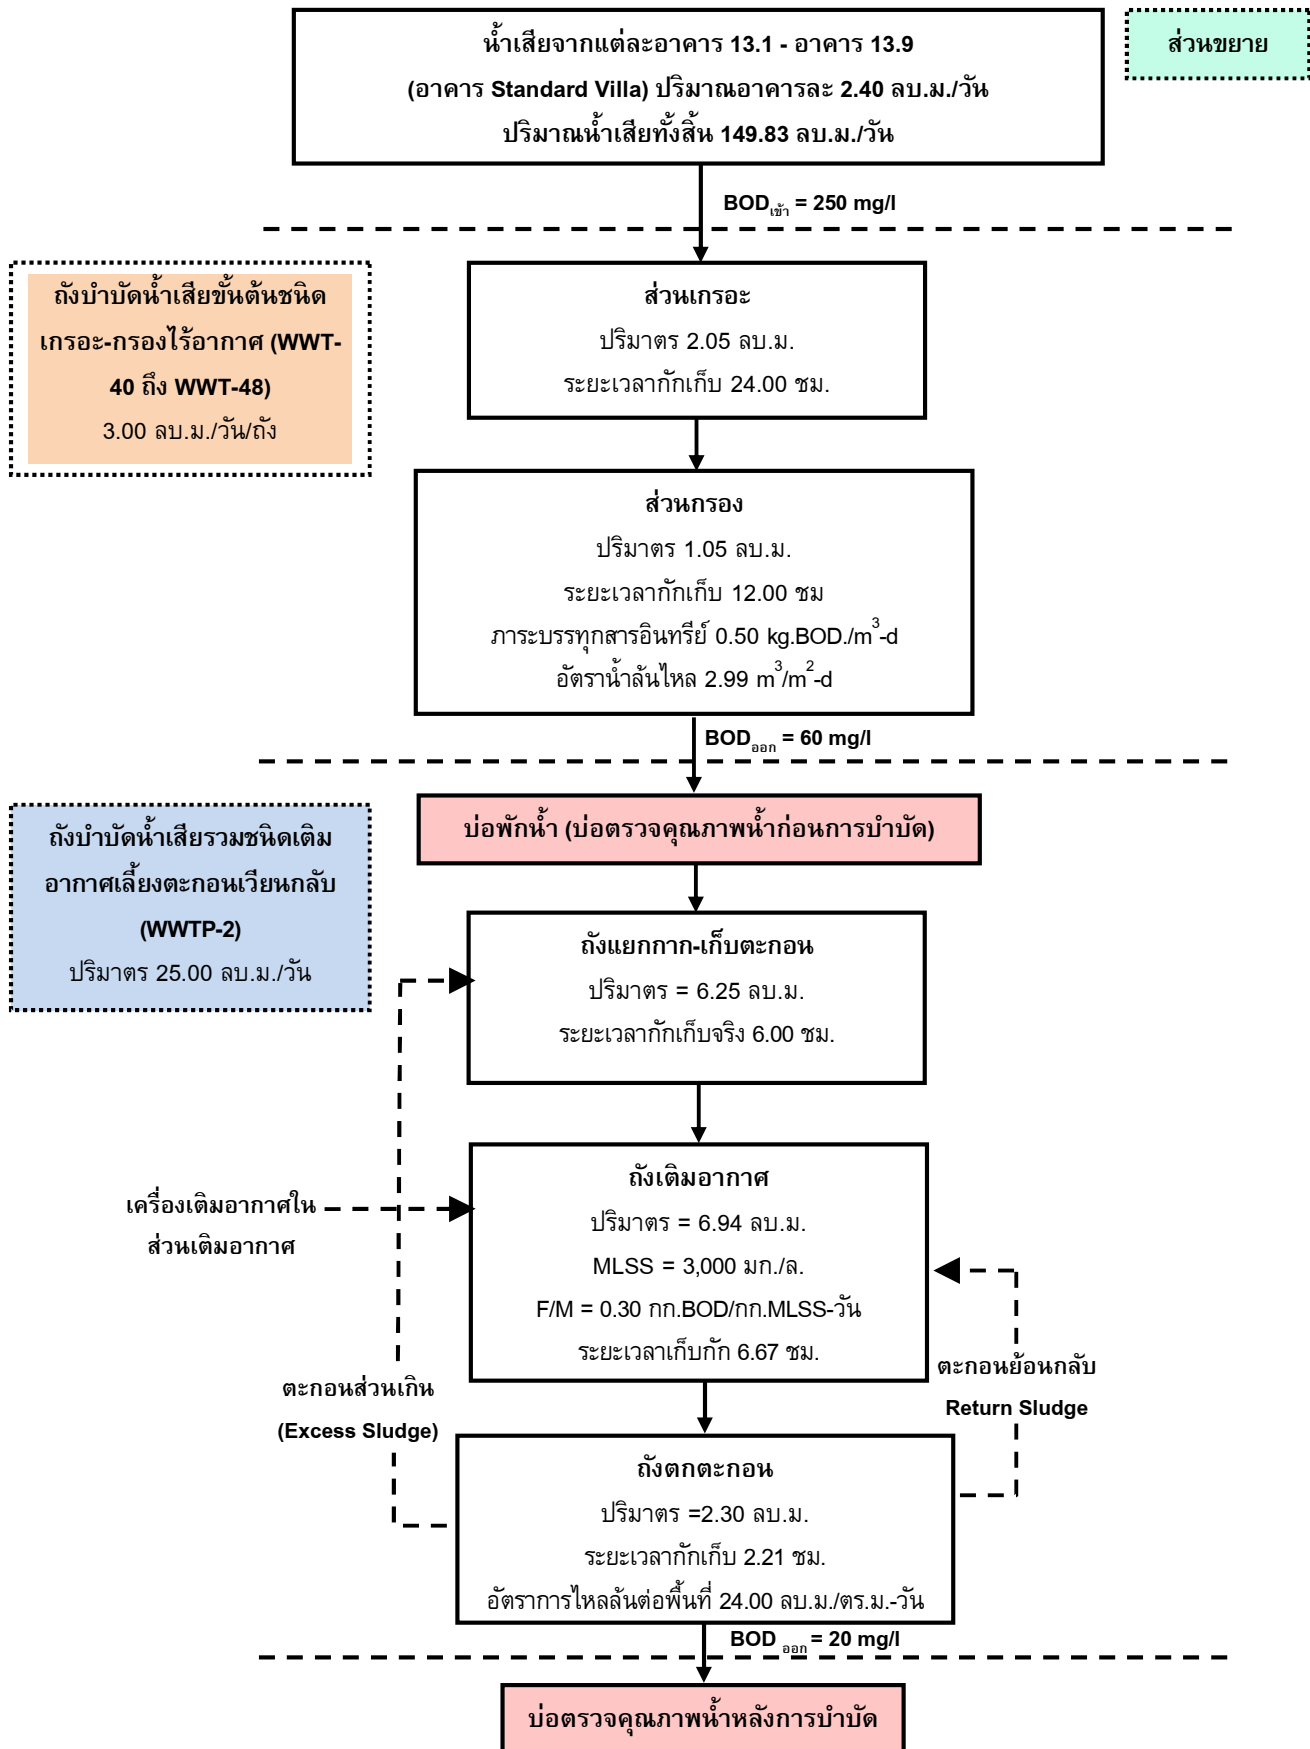 น้ำเสียจากแต่ละอาคาร 13.1 - อาคาร 13.9
(อาคาร Standard Villa) ปริมาณอาคารละ 2.40 ลบ.ม./วัน
ปริมาณน้ำเสียทั้งสิ้น 149.83 ลบ.ม./วัน
ส่วนขยาย
BODเข้า = 250 mg/l
ถังบำบัดน้ำเสียขั้นต้นชนิด
เกรอะ-กรองไร้อากาศ (WWT-
40 ถึง WWT-48)
3.00 ลบ.ม./วัน/ถัง
ส่วนเกรอะ
ปริมาตร 2.05 ลบ.ม.
ระยะเวลากักเก็บ 24.00 ชม.
ส่วนกรอง
ปริมาตร 1.05 ลบ.ม.
ระยะเวลากักเก็บ 12.00 ชม
ภาระบรรทุกสารอินทรีย์ 0.50 kg.BOD./m³-d
อัตราน้ำล้นไหล 2.99 m³/m²-d
BODออก = 60 mg/l
บ่อพักน้ำ (บ่อตรวจคุณภาพน้ำก่อนการบำบัด)
ถังบำบัดน้ำเสียรวมชนิดเติม
อากาศเลี้ยงตะกอนเวียนกลับ
(WWTP-2)
ปริมาตร 25.00 ลบ.ม./วัน
ถังแยกกาก-เก็บตะกอน
ปริมาตร = 6.25 ลบ.ม.
ระยะเวลากักเก็บจริง 6.00 ชม.
ถังเติมอากาศ
ปริมาตร = 6.94 ลบ.ม.
MLSS = 3,000 มก./ล.
F/M = 0.30 กก.BOD/กก.MLSS-วัน
ระยะเวลาเก็บกัก 6.67 ชม.
เครื่องเติมอากาศใน
ส่วนเติมอากาศ
ตะกอนส่วนเกิน
(Excess Sludge)
ตะกอนย้อนกลับ
Return Sludge
ถังตกตะกอน
ปริมาตร =2.30 ลบ.ม.
ระยะเวลากักเก็บ 2.21 ชม.
อัตราการไหลล้นต่อพื้นที่ 24.00 ลบ.ม./ตร.ม.-วัน
BOD ออก = 20 mg/l
บ่อตรวจคุณภาพน้ำหลังการบำบัด